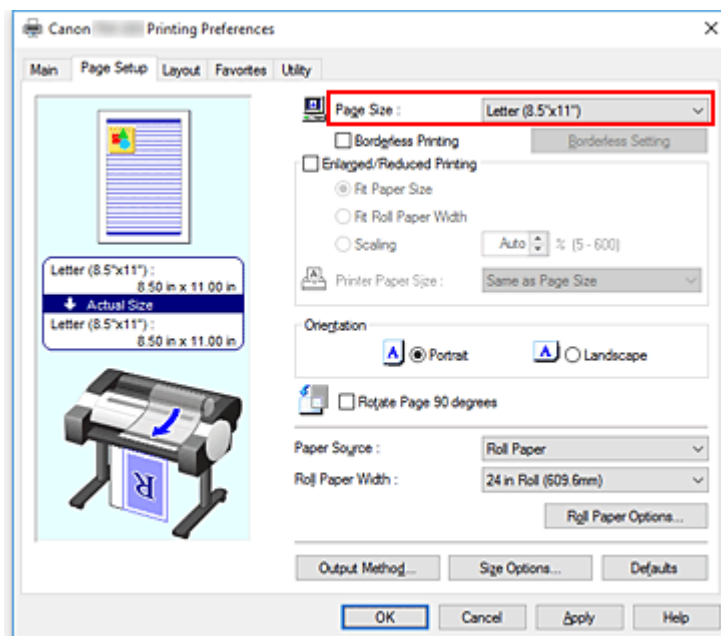 Canon Printing Preferences
Main Page Setup Layout Favorites Utility
Page Size : Letter (8.5"x11")
Borderless Printing Borderless Setting
Enlarged/Reduced Printing
Fit Paper Size
Fit Roll Paper Width
Scaling Auto % (5 - 600)
Printer Paper Size : Same as Page Size
Letter (8.5"x11") :
8.50 in x 11.00 in
Actual Size
Letter (8.5"x11") :
8.50 in x 11.00 in
Orientation
A Portrait A Landscape
Rotate Page 90 degrees
R
Paper Source : Roll Paper
Roll Paper Width : 24 in Roll (609.6mm)
Roll Paper Options...
Output Method... Size Options... Defaults
OK Cancel Apply Help